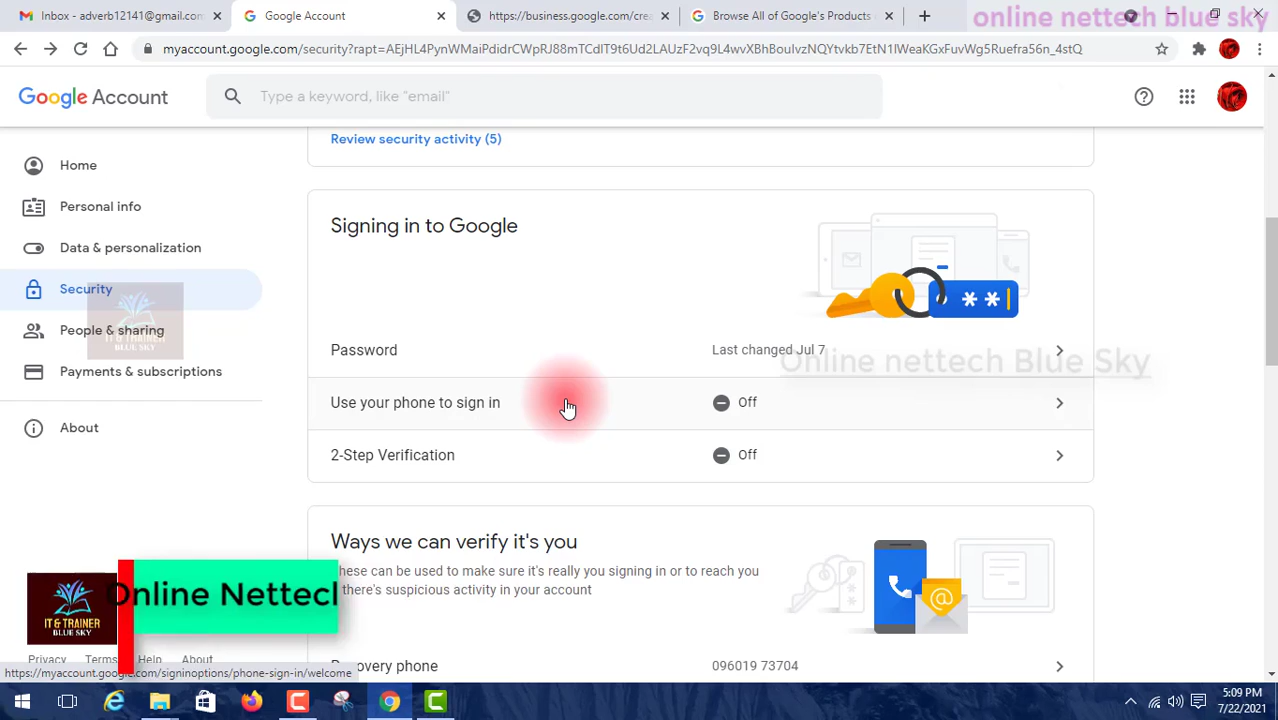 Inbox - adverb12141@gmail.com
Google Account
https://business.google.com/crea
Browse All of Google's Products &
online nettech blue sky
myaccount.google.com/security?rapt=AEjHL4PynWMaiPdidrCWpRJ88mTCdlT9t6Ud2LAUzF2vq9L4wvXBhBoulvzNQYtvkb7EtN1lWeaKGxFuvWg5Ruefra56n_4stQ
Google Account
Type a keyword, like "email"
Review security activity (5)
Home
Personal info
Data & personalization
Security
People & sharing
Payments & subscriptions
About
Signing in to Google
Password
Last changed Jul 7
Online nettech Blue Sky
Use your phone to sign in
Off
2-Step Verification
Off
Ways we can verify it's you
These can be used to make sure it's really you signing in or to reach you
there's suspicious activity in your account
Online Nettecl
IT & TRAINER
BLUE SKY
Privacy Terms Help About
Recovery phone
096019 73704
https://myaccount.google.com/signinoptions/phone-sign-in/welcome
5:09 PM
7/22/2021